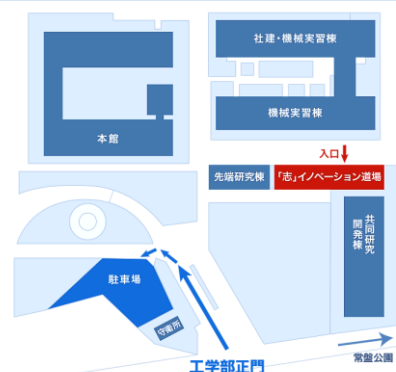 社建・機械実習棟
機械実習棟
本館
入口
先端研究棟
「志」イノベーション道場
共同研究
開発棟
駐車場
守衛所
工学部正門
常盤公園